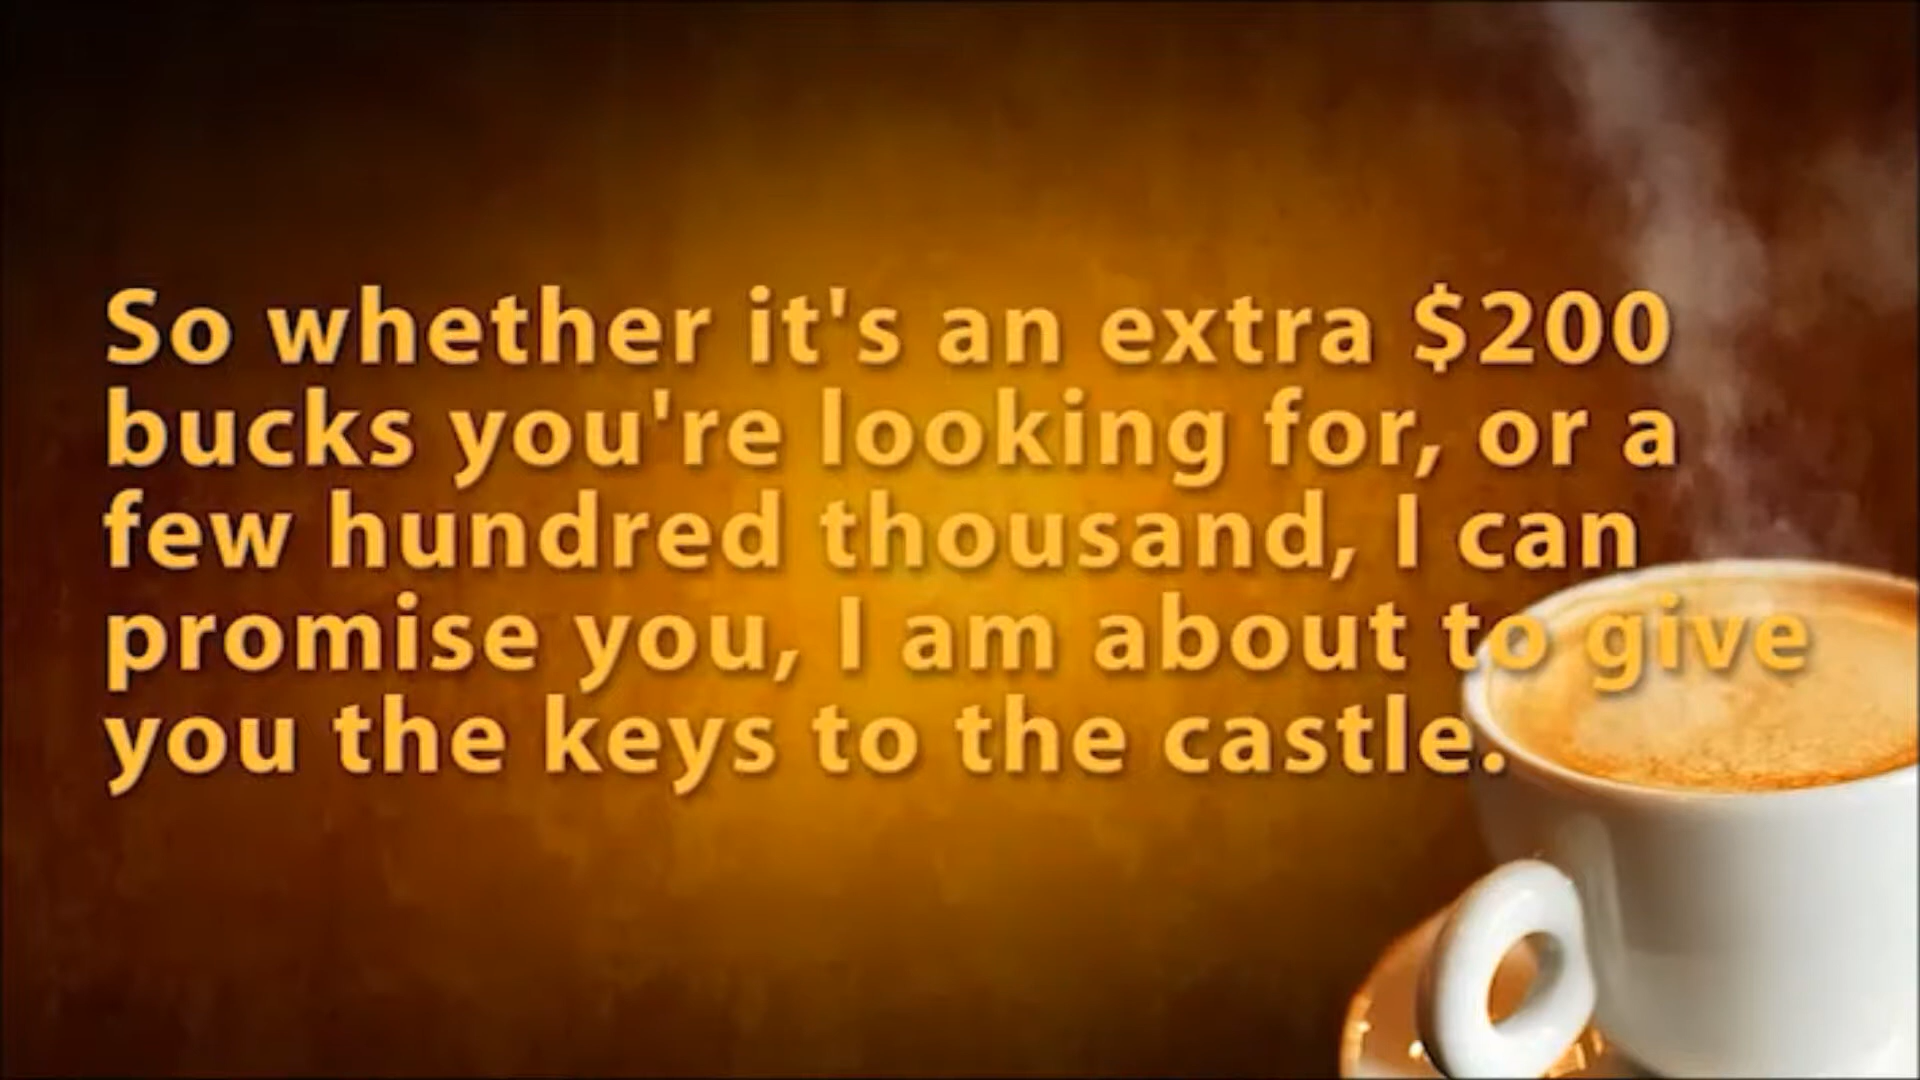 So whether it's an extra $200
bucks you're looking for, or a
few hundred thousand, I can
promise you, I am about to give
you the keys to the castle.